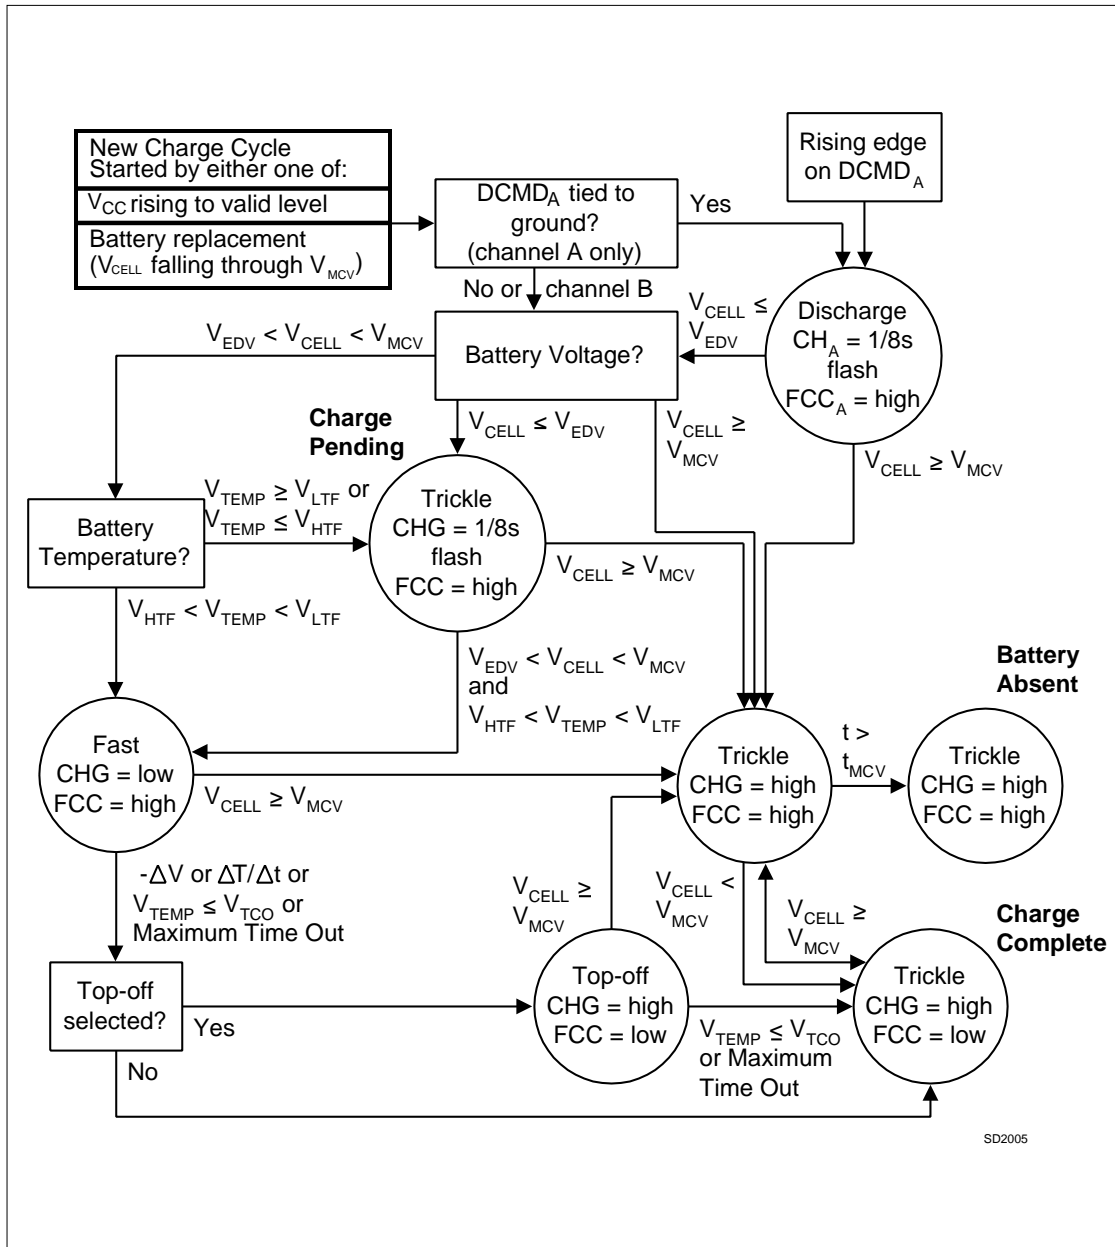 New Charge Cycle
Started by either one of:
VCC rising to valid level
Battery replacement
(VCELL falling through VMCV)
DCMDA tied to
ground?
(channel A only)
Yes
Rising edge
on DCMDA
No or channel B
VCELL ≤
VEDV
Discharge
CHA = 1/8s
flash
FCCA = high
VEDV < VCELL < VMCV
Battery Voltage?
Charge
Pending
VCELL ≤ VEDV
VCELL ≥
VMCV
VCELL ≥ VMCV
Battery
Temperature?
VTEMP ≥ VLTF or
VTEMP ≤ VHTF
Trickle
CHG = 1/8s
flash
FCC = high
VCELL ≥ VMCV
VHTF < VTEMP < VLTF
VEDV < VCELL < VMCV
and
VHTF < VTEMP < VLTF
Battery
Absent
Fast
CHG = low
FCC = high
VCELL ≥ VMCV
Trickle
CHG = high
FCC = high
t >
tMCV
Trickle
CHG = high
FCC = high
-ΔV or ΔT/Δt or
VTEMP ≤ VTCO or
Maximum Time Out
VCELL ≥
VMCV
VCELL <
VMCV
VCELL ≥
VMCV
Charge
Complete
Top-off
selected?
Yes
No
Top-off
CHG = high
FCC = low
VTEMP ≤ VTCO
or Maximum
Time Out
Trickle
CHG = high
FCC = low
SD2005